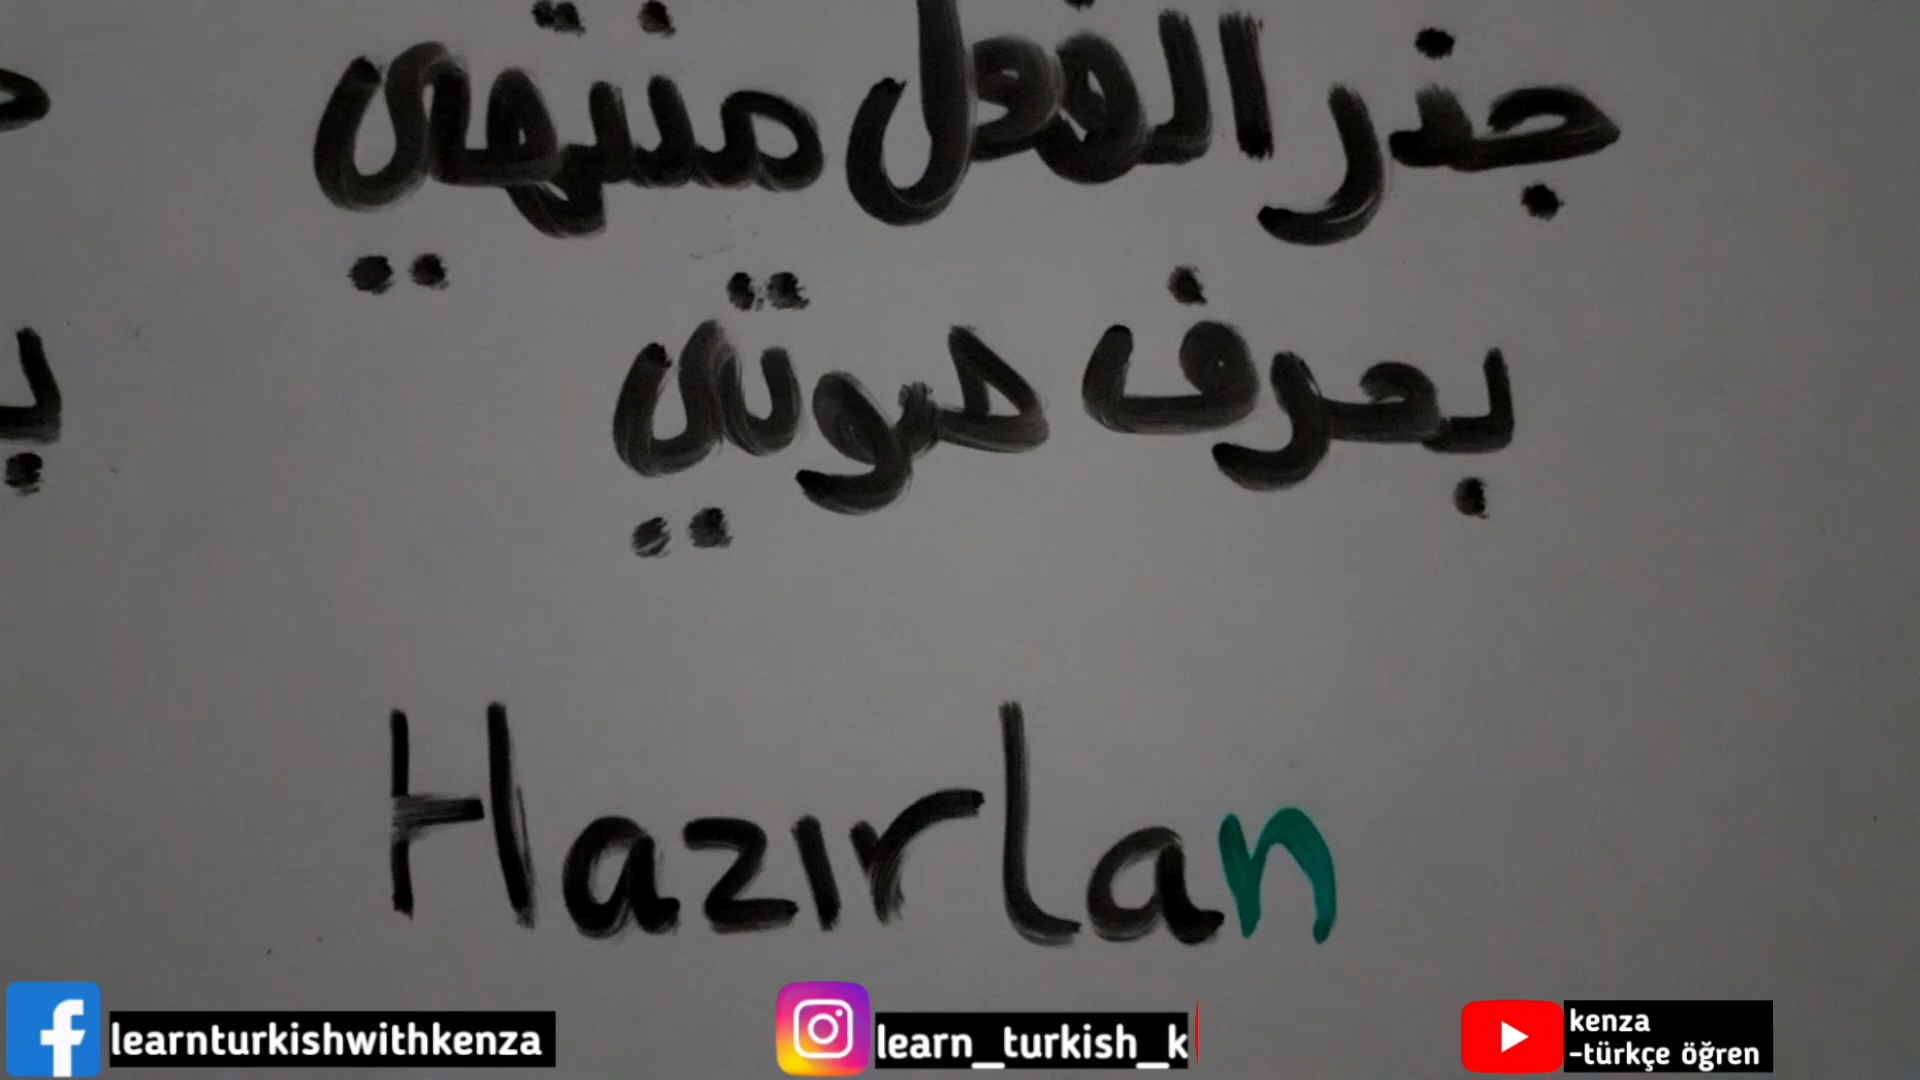 جذر الفعل منتهي
بحرف صوتي
Hazırlan
learnturkishwithkenza
learn_turkish_k
kenza
-türkçe öğren